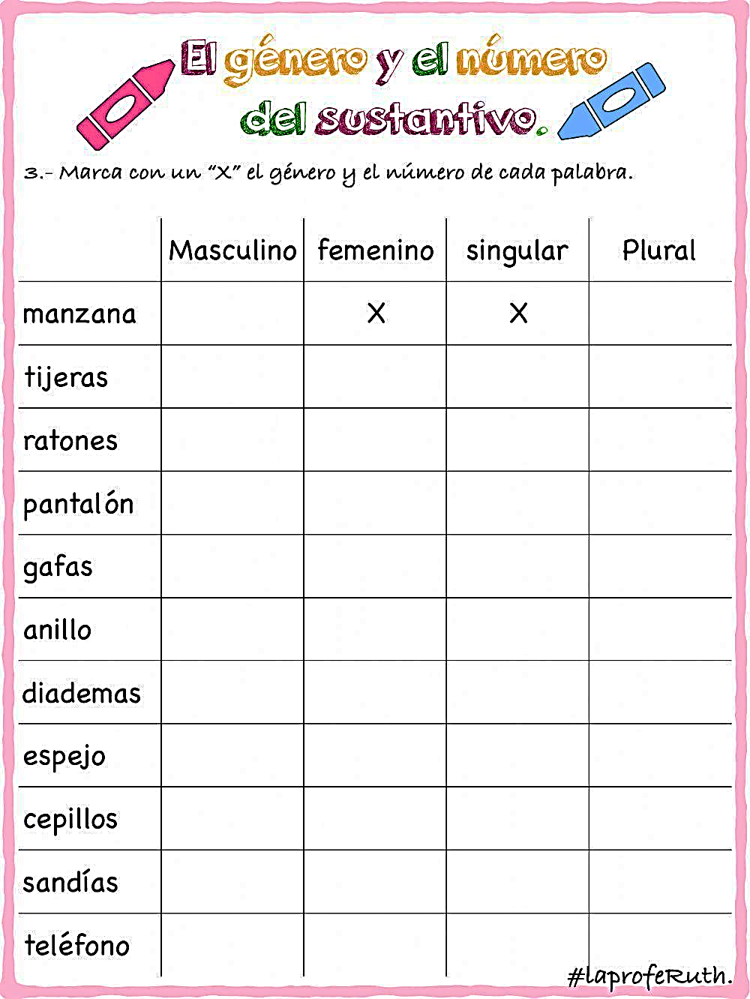 El género y el número
del sustantivo.
3.- Marca con un “X” el género y el número de cada palabra.
Masculino femenino singular Plural
manzana X X
tijeras
ratones
pantalón
gafas
anillo
diademas
espejo
cepillos
sandías
teléfono
#laprofeRuth.